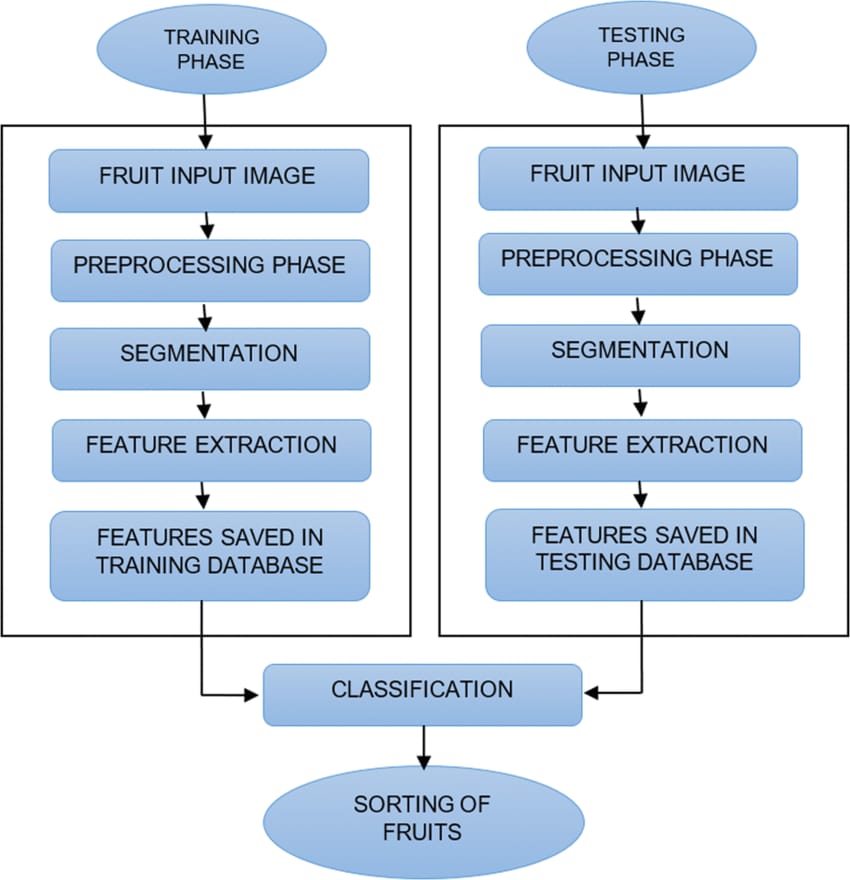 TRAINING
PHASE
FRUIT INPUT IMAGE
PREPROCESSING PHASE
SEGMENTATION
FEATURE EXTRACTION
FEATURES SAVED IN
TRAINING DATABASE
TESTING
PHASE
FRUIT INPUT IMAGE
PREPROCESSING PHASE
SEGMENTATION
FEATURE EXTRACTION
FEATURES SAVED IN
TESTING DATABASE
CLASSIFICATION
SORTING OF
FRUITS